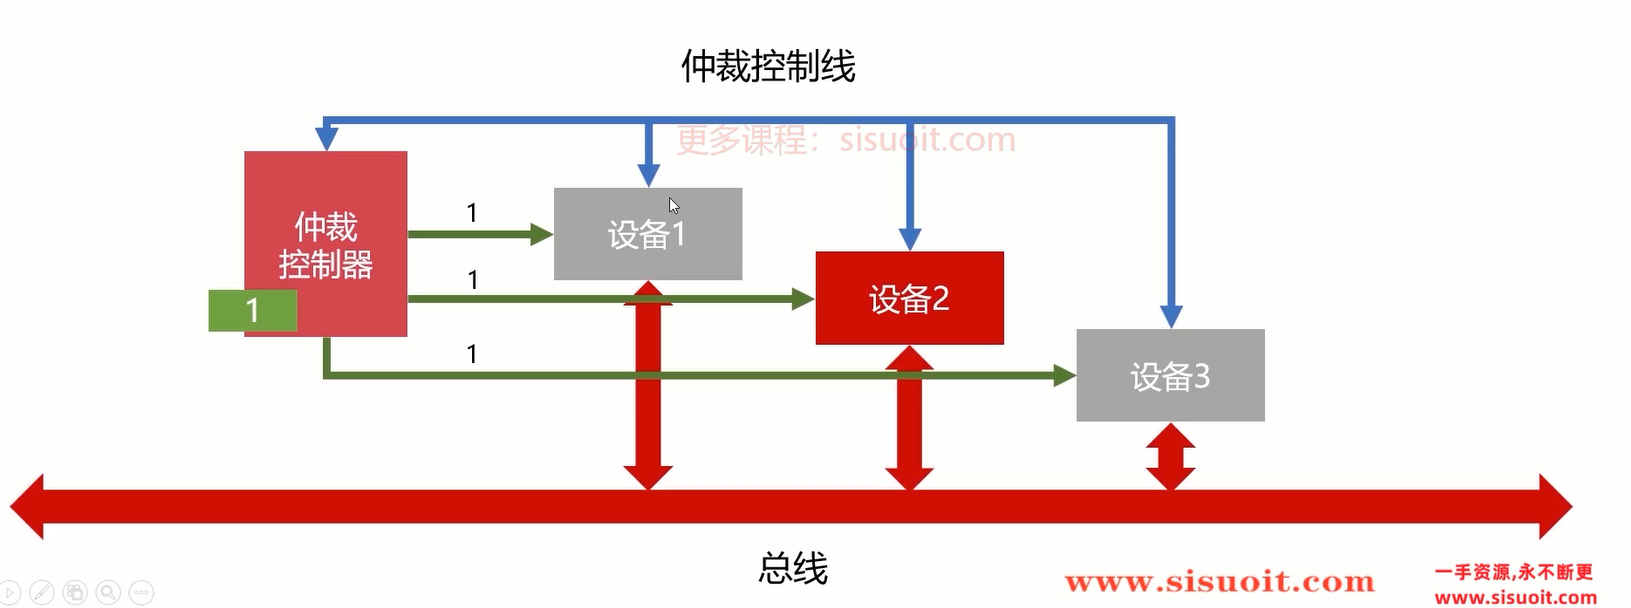 仲裁控制线
更多课程：sisuoit.com
仲裁
控制器
1
1
设备1
1
设备2
1
设备3
总线
www.sisuoit.com
一手资源,永不断更
www.sisuoit.com